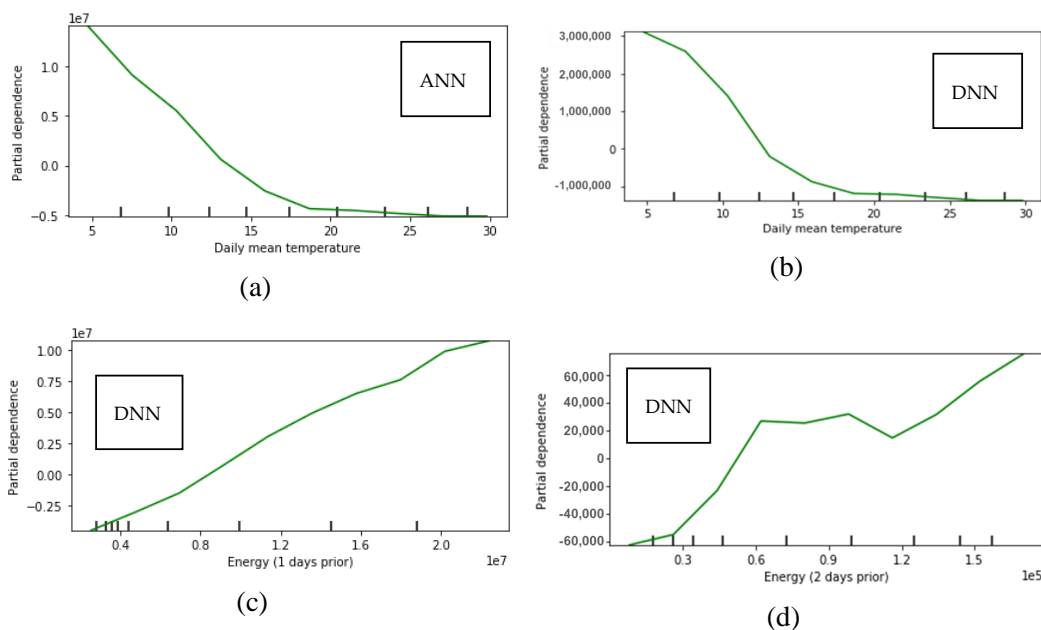 1e7
1.0
0.5
0.0
−0.5
Partial dependence
ANN
5 10 15 20 25 30
Daily mean temperature
(a)
3,000,000
2,000,000
1,000,000
0
-1,000,000
Partial dependence
DNN
5 10 15 20 25 30
Daily mean temperature
(b)
1e7
1.00
0.75
0.50
0.25
0.00
−0.25
Partial dependence
DNN
0.4 0.8 1.2 1.6 2.0
Energy (1 days prior)
1e7
(c)
60,000
40,000
20,000
0
-20,000
-40,000
-60,000
Partial dependence
DNN
0.3 0.6 0.9 1.2 1.5
Energy (2 days prior)
1e5
(d)